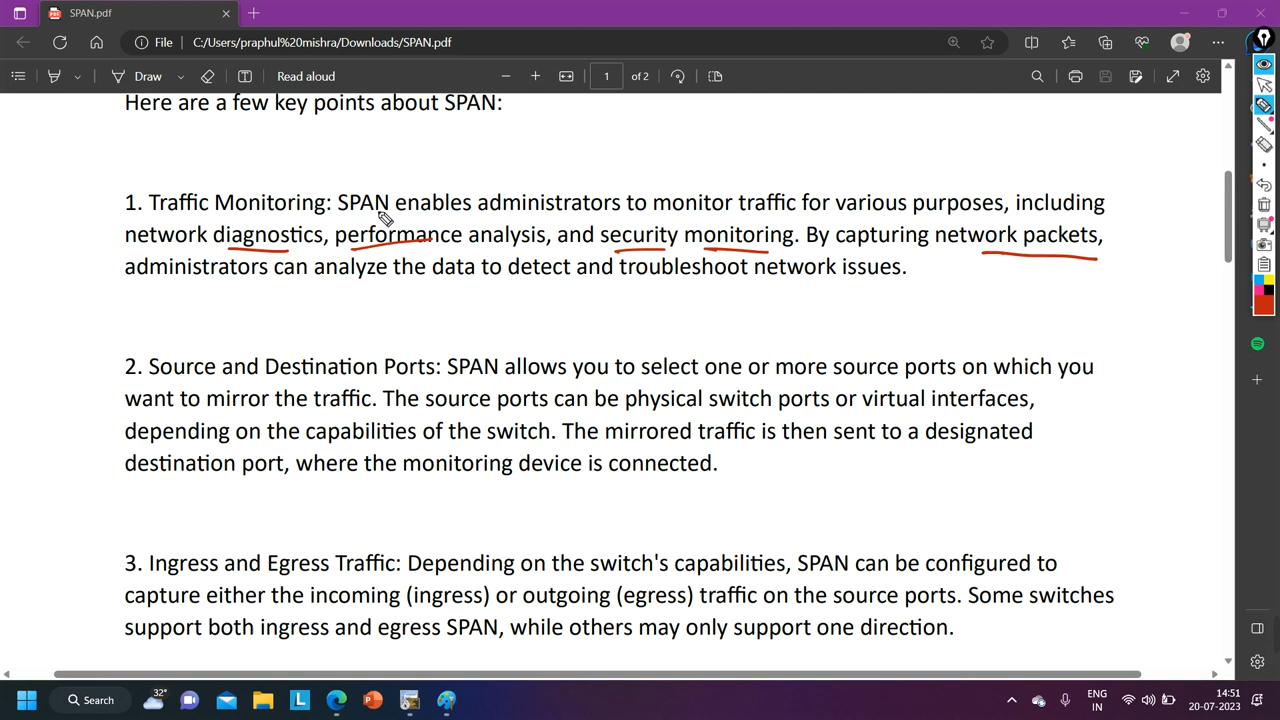 SPAN.pdf
File C:/Users/praphul%20mishra/Downloads/SPAN.pdf
Draw Read aloud 1 of 2
Here are a few key points about SPAN:
1. Traffic Monitoring: SPAN enables administrators to monitor traffic for various purposes, including
network diagnostics, performance analysis, and security monitoring. By capturing network packets,
administrators can analyze the data to detect and troubleshoot network issues.
2. Source and Destination Ports: SPAN allows you to select one or more source ports on which you
want to mirror the traffic. The source ports can be physical switch ports or virtual interfaces,
depending on the capabilities of the switch. The mirrored traffic is then sent to a designated
destination port, where the monitoring device is connected.
3. Ingress and Egress Traffic: Depending on the switch's capabilities, SPAN can be configured to
capture either the incoming (ingress) or outgoing (egress) traffic on the source ports. Some switches
support both ingress and egress SPAN, while others may only support one direction.
Search 32° ENG 14:51
IN 20-07-2023